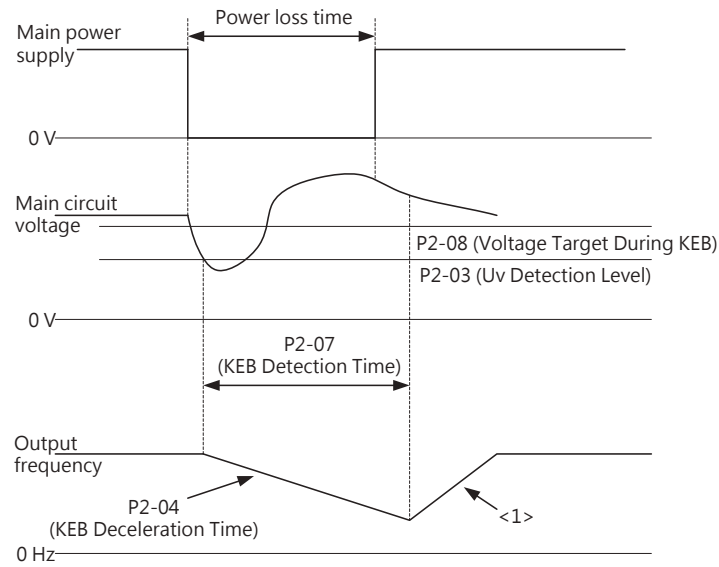 Power loss time
Main power
supply
0 V
Main circuit
voltage
P2-08 (Voltage Target During KEB)
P2-03 (Uv Detection Level)
0 V
P2-07
(KEB Detection Time)
Output
frequency
P2-04
(KEB Deceleration Time)
<1>
0 Hz